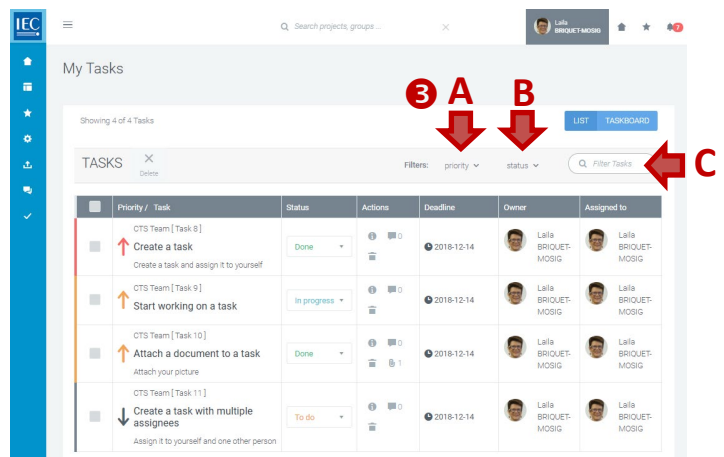 IEC
Search projects, groups ...
Laila
BRIQUET-MOSIG
7
My Tasks
❸ A B
Showing 4 of 4 Tasks
LIST TASKBOARD
TASKS
Delete
Filters: priority status
Filter Tasks
C
Priority / Task Status Actions Deadline Owner Assigned to
CTS Team [ Task 8 ]
Create a task
Create a task and assign it to yourself
Done
0
2018-12-14
Laila
BRIQUET-
MOSIG
Laila
BRIQUET-
MOSIG
CTS Team [ Task 9 ]
Start working on a task
In progress
0
2018-12-14
Laila
BRIQUET-
MOSIG
Laila
BRIQUET-
MOSIG
CTS Team [ Task 10 ]
Attach a document to a task
Attach your picture
Done
0
1
2018-12-14
Laila
BRIQUET-
MOSIG
Laila
BRIQUET-
MOSIG
CTS Team [ Task 11 ]
Create a task with multiple
assignees
Assign it to yourself and one other person
To do
0
2018-12-14
Laila
BRIQUET-
MOSIG
Laila
BRIQUET-
MOSIG